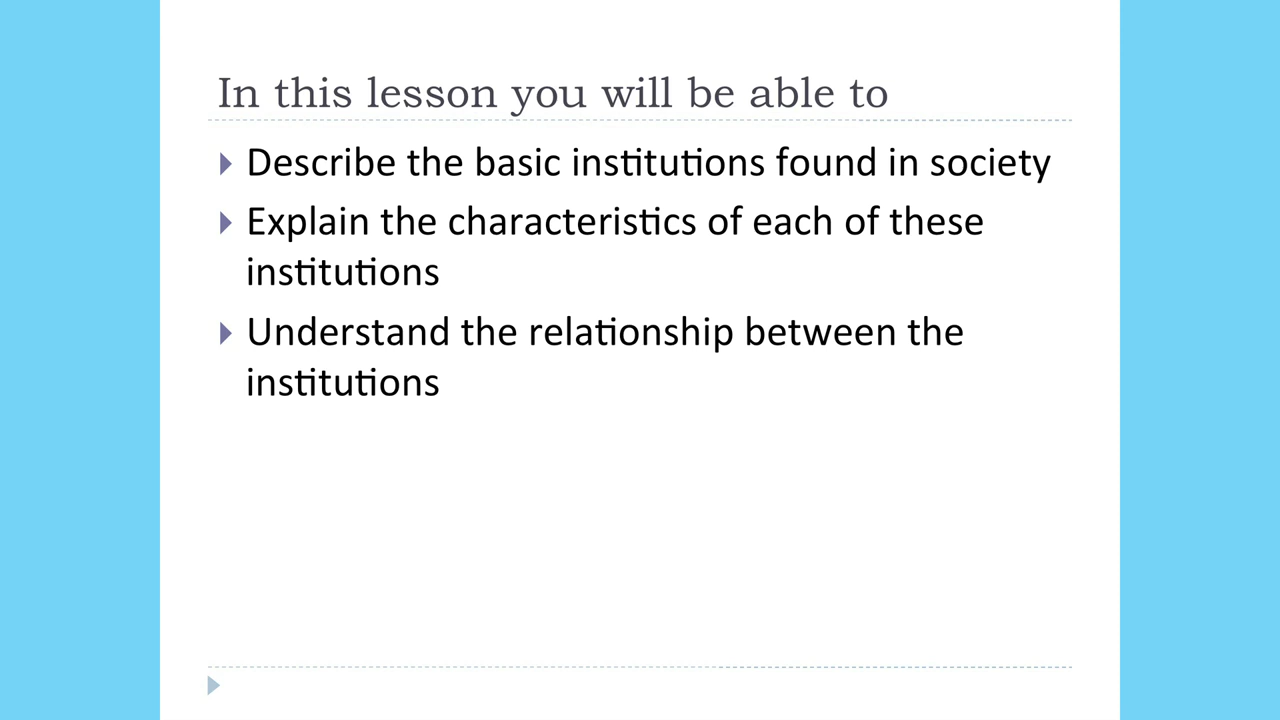 In this lesson you will be able to
Describe the basic institutions found in society
Explain the characteristics of each of these
institutions
Understand the relationship between the
institutions